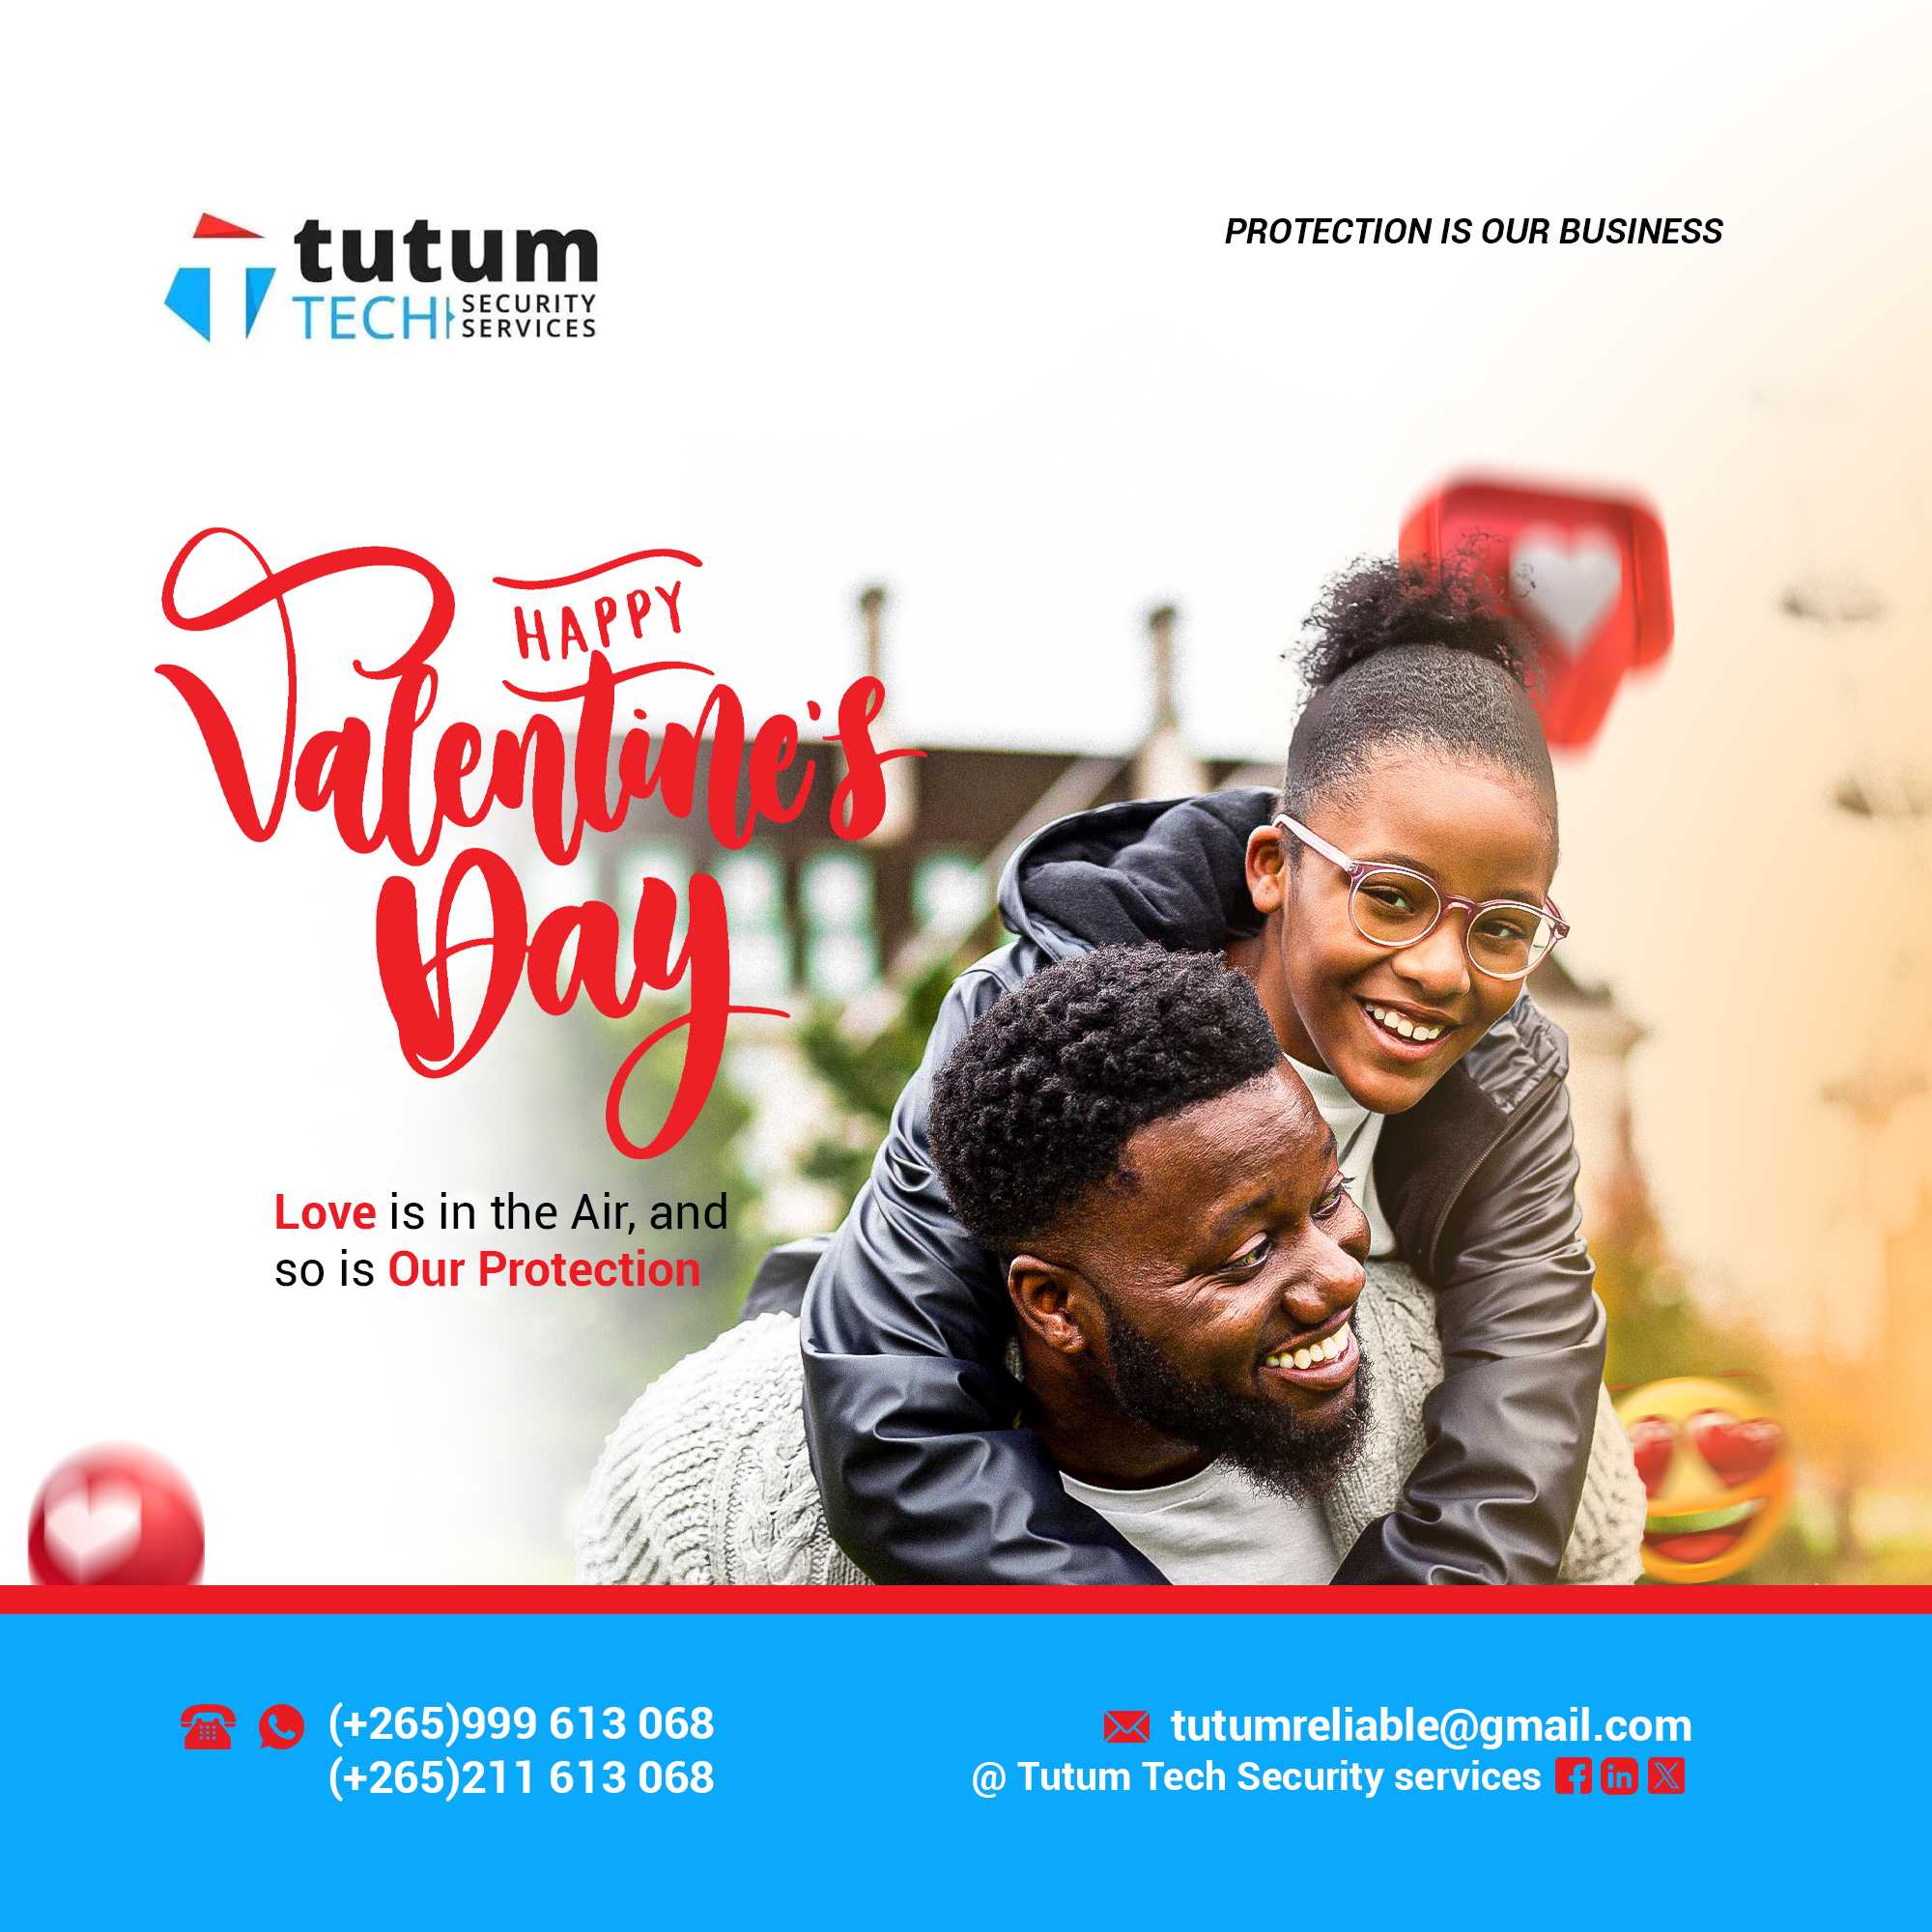 tutum
TECH SECURITY
SERVICES
PROTECTION IS OUR BUSINESS
HAPPY
Valentine's
Day
Love is in the Air, and
so is Our Protection
(+265)999 613 068
(+265)211 613 068
tutumreliable@gmail.com
@ Tutum Tech Security services